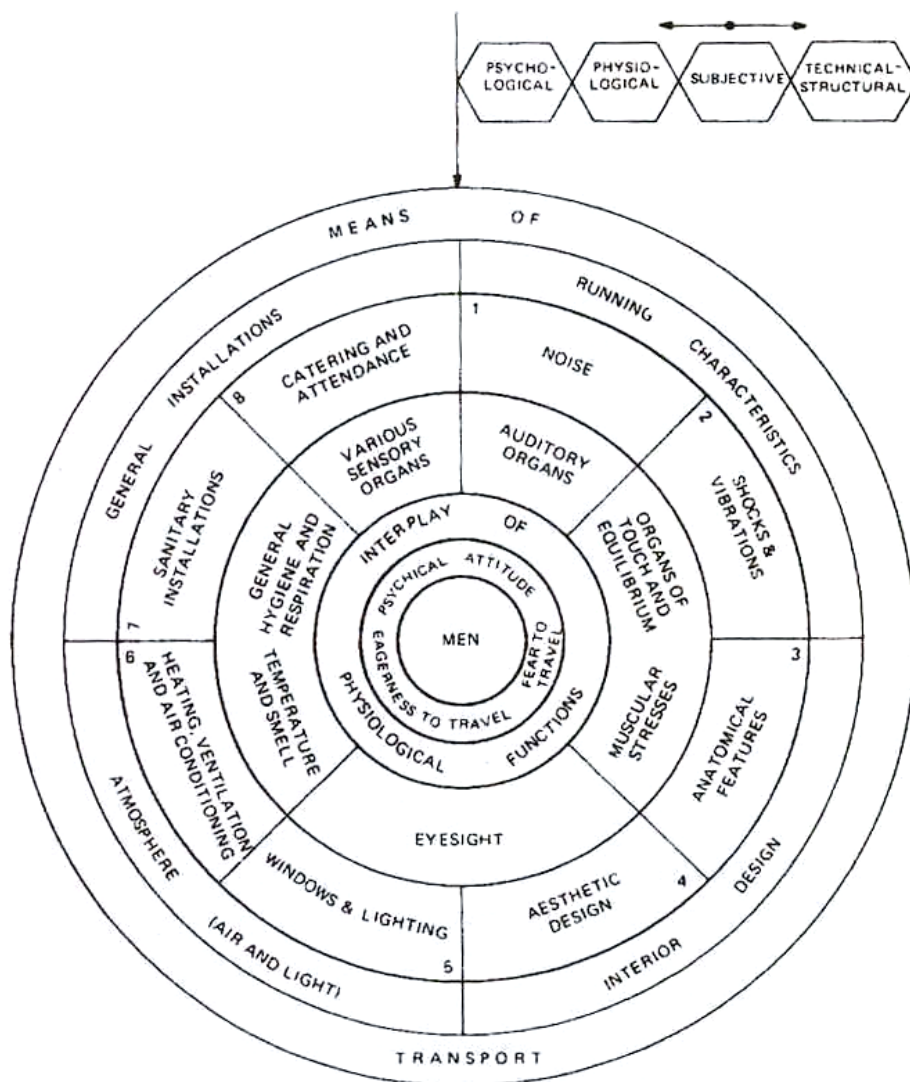 PSYCHO-
LOGICAL
PHYSIO-
LOGICAL
SUBJECTIVE
TECHNICAL-
STRUCTURAL
MEANS OF
TRANSPORT
RUNNING CHARACTERISTICS
INTERIOR DESIGN
ATMOSPHERE (AIR AND LIGHT)
GENERAL INSTALLATIONS
1
NOISE
2
SHOCKS &
VIBRATIONS
3
ANATOMICAL
FEATURES
4
AESTHETIC
DESIGN
5
WINDOWS & LIGHTING
6
HEATING, VENTILATION
AND AIR CONDITIONING
7
SANITARY
INSTALLATIONS
8
CATERING AND
ATTENDANCE
AUDITORY
ORGANS
ORGANS OF
TOUCH AND
EQUILIBRIUM
MUSCULAR
STRESSES
EYESIGHT
TEMPERATURE
AND SMELL
GENERAL
HYGIENE AND
RESPIRATION
VARIOUS
SENSORY
ORGANS
INTERPLAY OF
PHYSIOLOGICAL FUNCTIONS
PSYCHICAL ATTITUDE
EAGERNESS TO TRAVEL
FEAR TO
TRAVEL
MEN